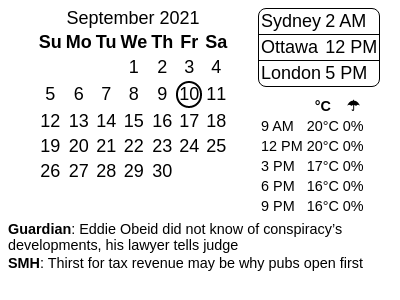 September 2021
Su Mo Tu We Th Fr Sa
1 2 3 4
5 6 7 8 9 10 11
12 13 14 15 16 17 18
19 20 21 22 23 24 25
26 27 28 29 30
Sydney 2 AM
Ottawa 12 PM
London 5 PM
°C ☂
9 AM 20°C 0%
12 PM 20°C 0%
3 PM 17°C 0%
6 PM 16°C 0%
9 PM 16°C 0%
Guardian: Eddie Obeid did not know of conspiracy’s
developments, his lawyer tells judge
SMH: Thirst for tax revenue may be why pubs open first